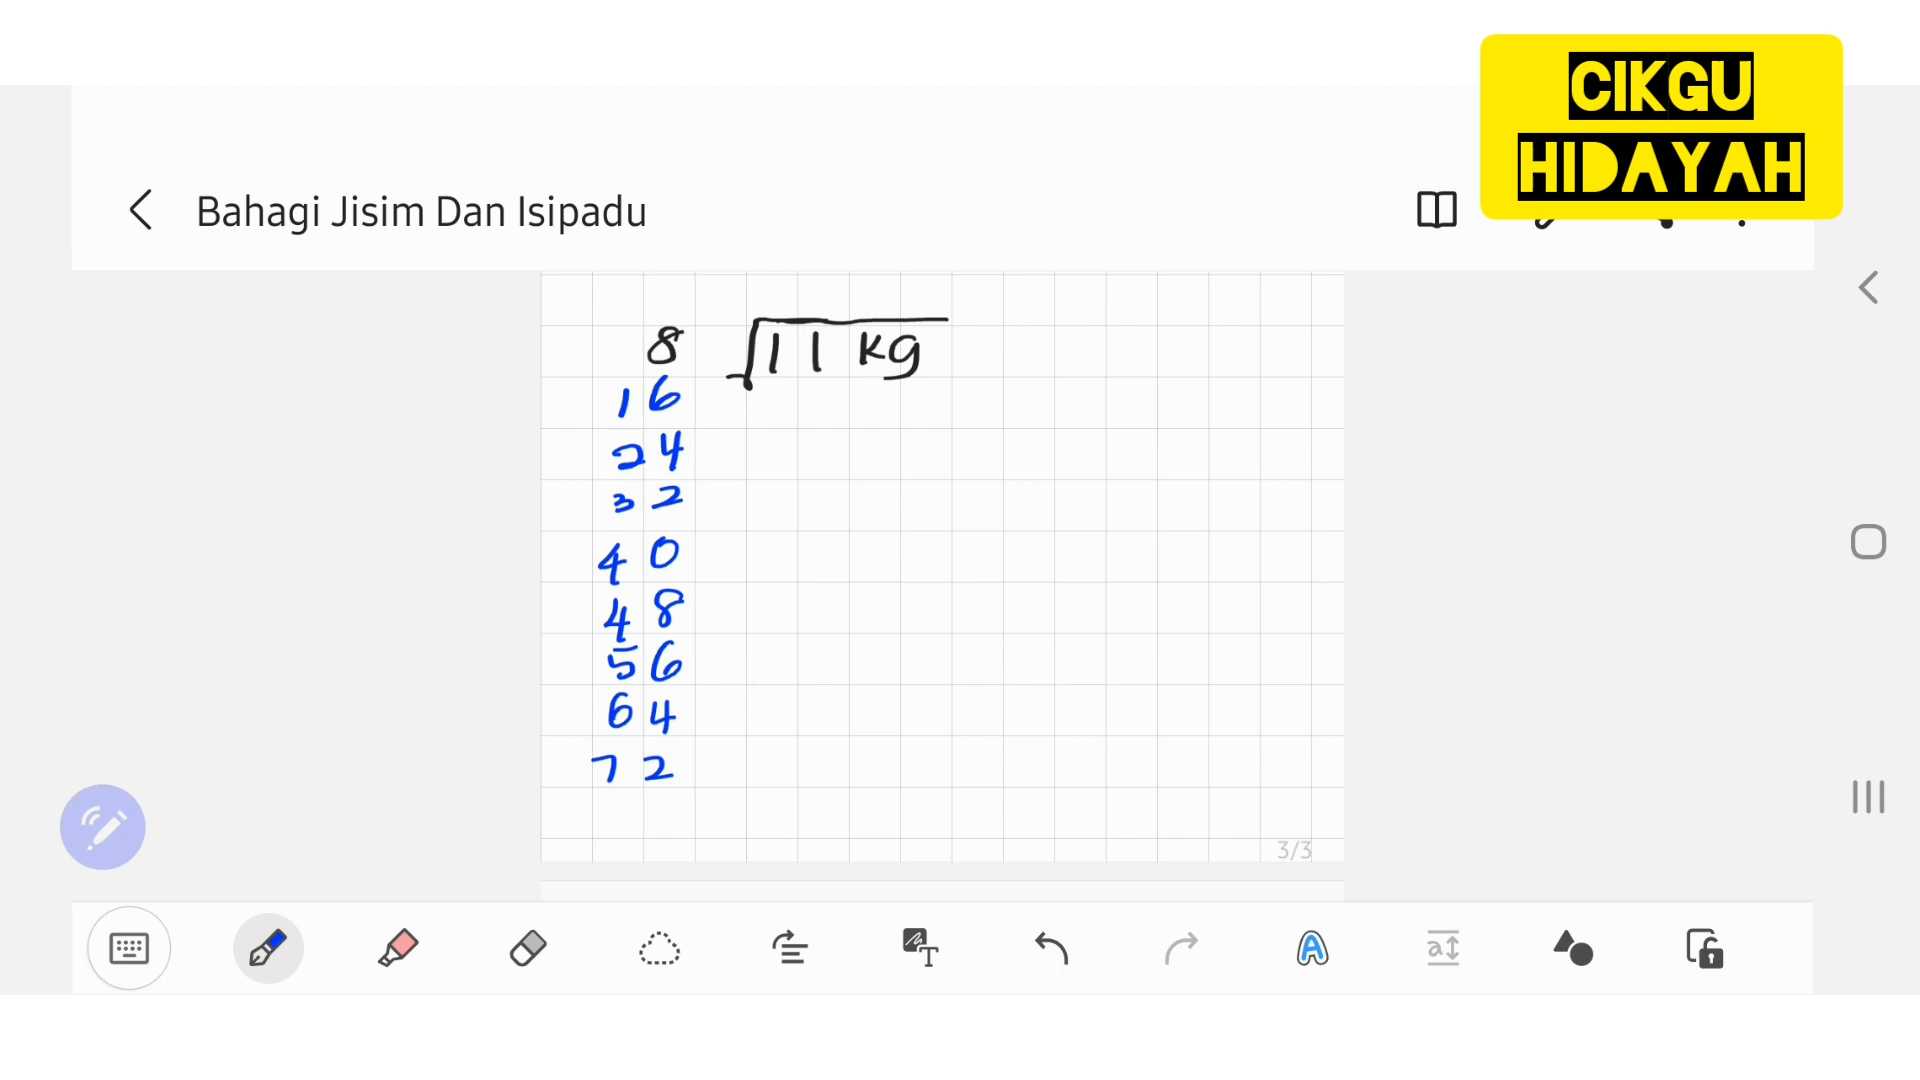 CIKGU
HIDAYAH
Bahagi Jisim Dan Isipadu
8 11 kg
16
24
32
40
48
56
64
72
3/3